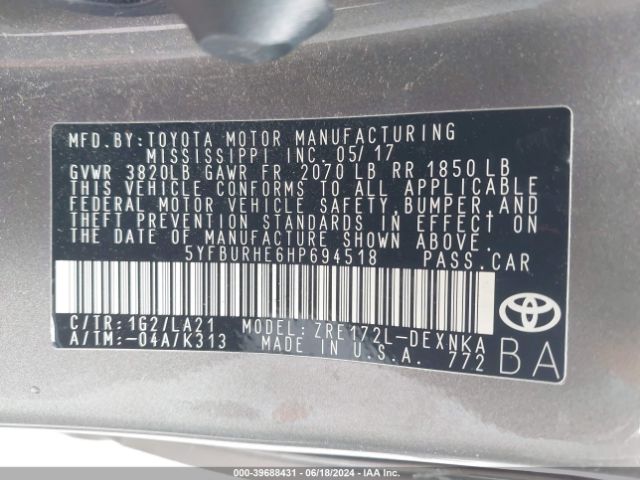 MFD. BY: TOYOTA MOTOR MANUFACTURING
MISSISSIPPI INC. 05/17
GVWR 3820LB GAWR FR 2070 LB RR 1850 LB
THIS VEHICLE CONFORMS TO ALL APPLICABLE
FEDERAL MOTOR VEHICLE SAFETY, BUMPER, AND
THEFT PREVENTION STANDARDS IN EFFECT ON
THE DATE OF MANUFACTURE SHOWN ABOVE.
5YFBURHE6HP694518 PASS. CAR
C/TR: 1G2/LA21 MODEL: ZRE172L-DEXNKA
A/TM: -04A/K313 MADE IN U.S.A. 772
BA
000-39688431 - 06/18/2024 - IAA Inc.